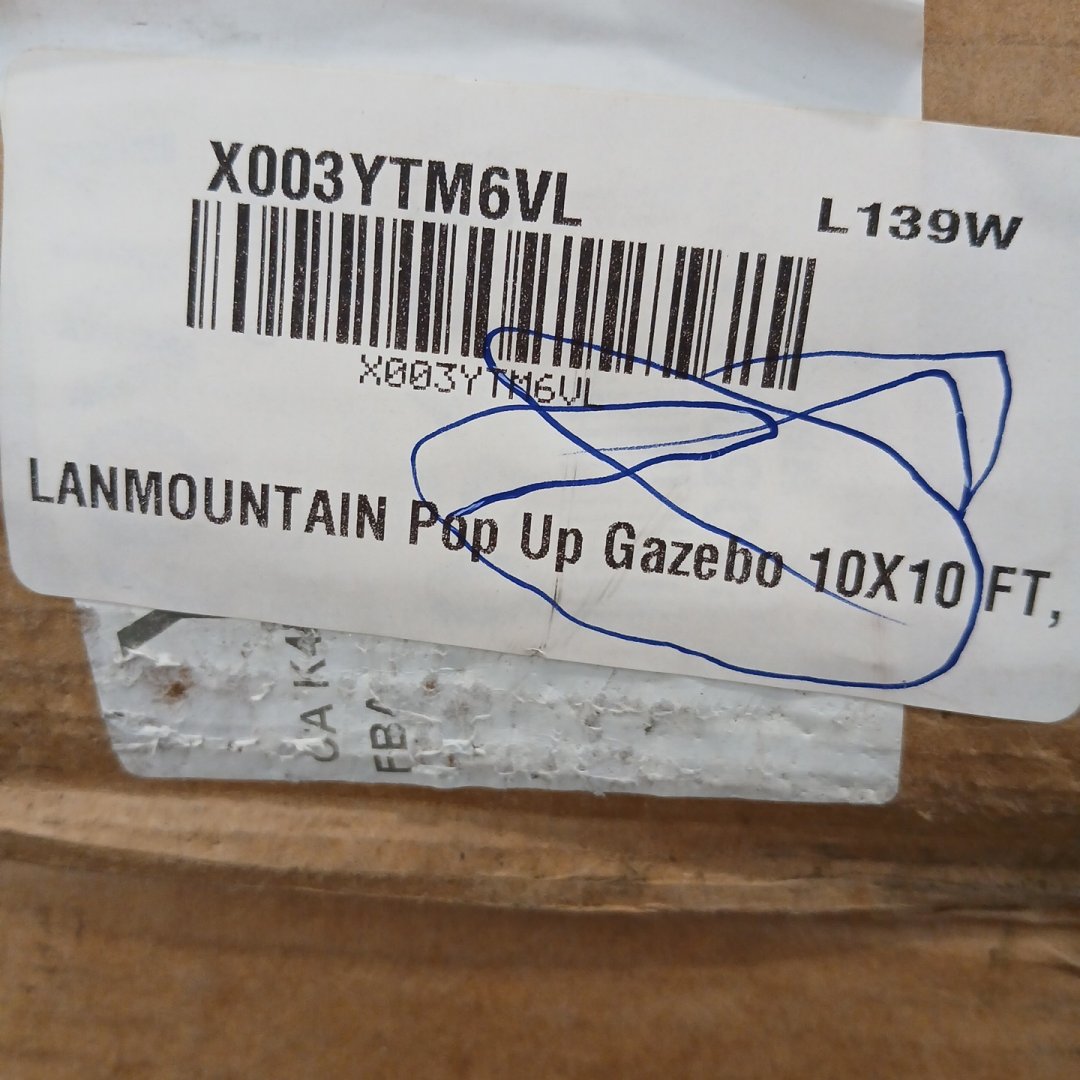 X003YTM6VL
L139W
X003YTM6VL
LANMOUNTAIN Pop Up Gazebo 10X10 FT,